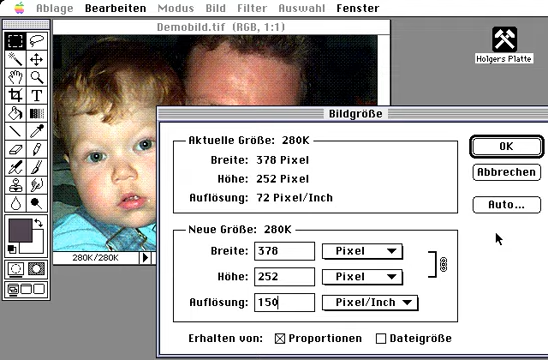 Ablage Bearbeiten Modus Bild Filter Auswahl Fenster
Demobild.tif (RGB, 1:1)
Holgers Platte
T
280K/280K
Bildgröße
Aktuelle Größe: 280K
Breite: 378 Pixel
Höhe: 252 Pixel
Auflösung: 72 Pixel/Inch
Neue Größe: 280K
Breite: 378 Pixel
Höhe: 252 Pixel
Auflösung: 150 Pixel/Inch
Erhalten von: Proportionen Dateigröße
OK
Abbrechen
Auto...